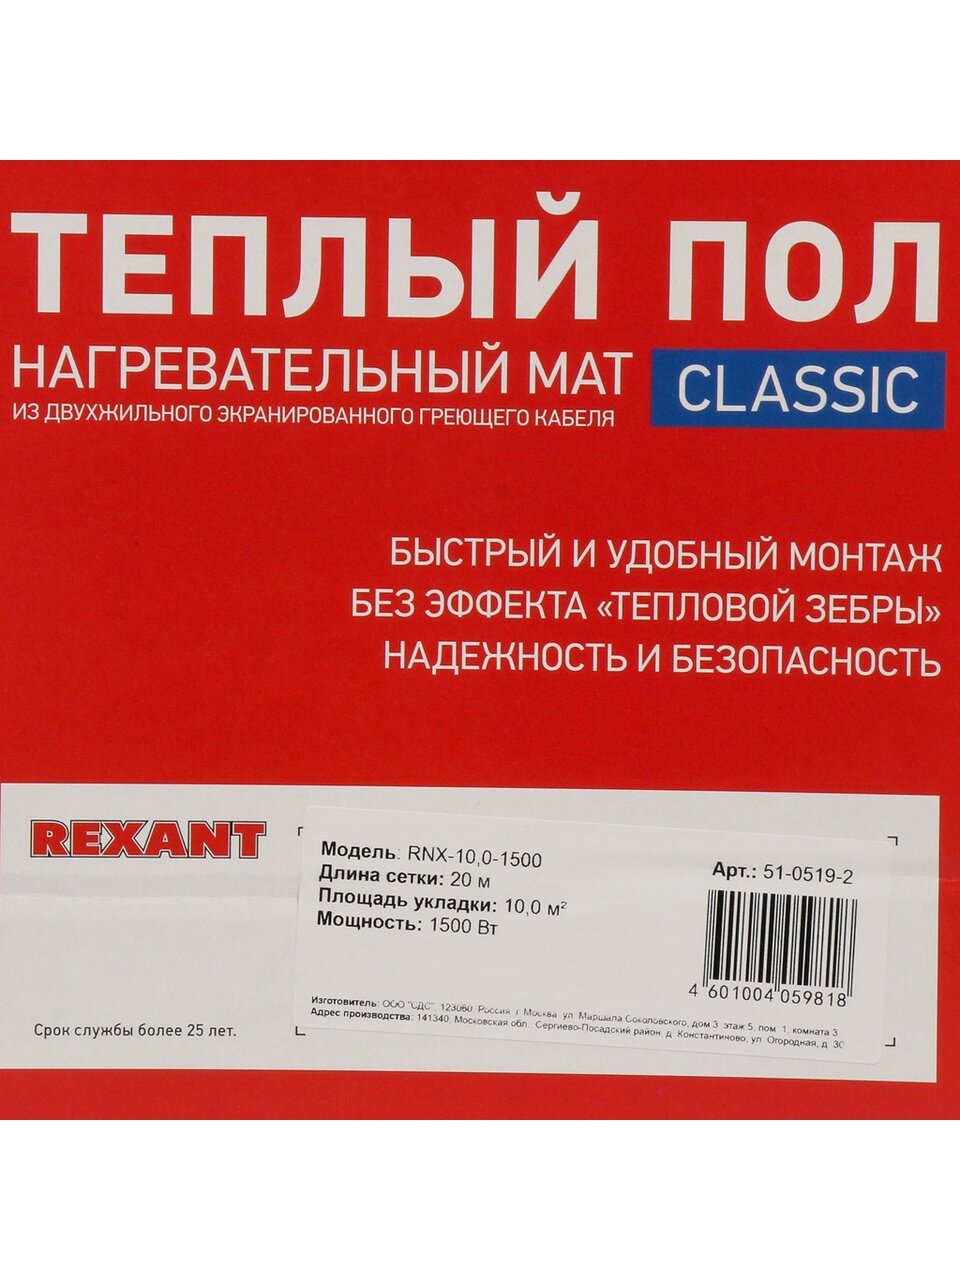 ТЕПЛЫЙ ПОЛ
НАГРЕВАТЕЛЬНЫЙ МАТ
ИЗ ДВУХЖИЛЬНОГО ЭКРАНИРОВАННОГО ГРЕЮЩЕГО КАБЕЛЯ
CLASSIC
БЫСТРЫЙ И УДОБНЫЙ МОНТАЖ
БЕЗ ЭФФЕКТА «ТЕПЛОВОЙ ЗЕБРЫ»
НАДЕЖНОСТЬ И БЕЗОПАСНОСТЬ
REXANT
Срок службы более 25 лет.
Модель: RNX-10,0-1500
Длина сетки: 20 м
Площадь укладки: 10,0 м²
Мощность: 1500 Вт
Арт.: 51-0519-2
4 601004 059818
Изготовитель: ООО "СДС", 123060, Россия, г. Москва, ул. Маршала Соколовского, дом 3, этаж 5, пом. 1, комната 3
Адрес производства: 141340, Московская обл., Сергиево-Посадский район, д. Константиново, ул. Огородная, д. 30